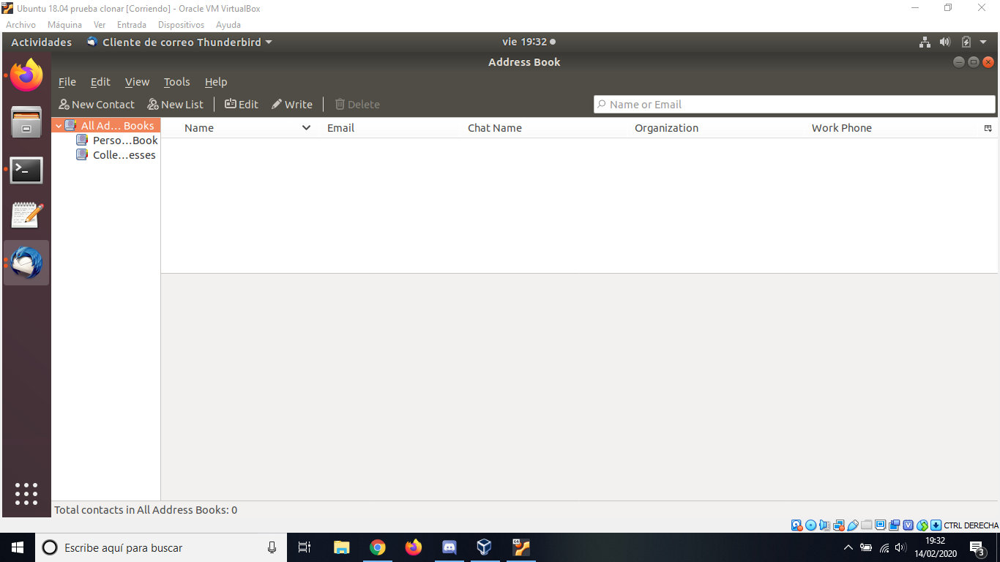 Ubuntu 18.04 prueba clonar [Corriendo] - Oracle VM VirtualBox
Archivo Máquina Ver Entrada Dispositivos Ayuda
Actividades Cliente de correo Thunderbird vie 19:32
Address Book
File Edit View Tools Help
New Contact New List Edit Write Delete Name or Email
All Ad... Books Name Email Chat Name Organization Work Phone
Perso...Book
Colle...esses
Total contacts in All Address Books: 0
CTRL DERECHA
Escribe aquí para buscar
19:32
14/02/2020
3